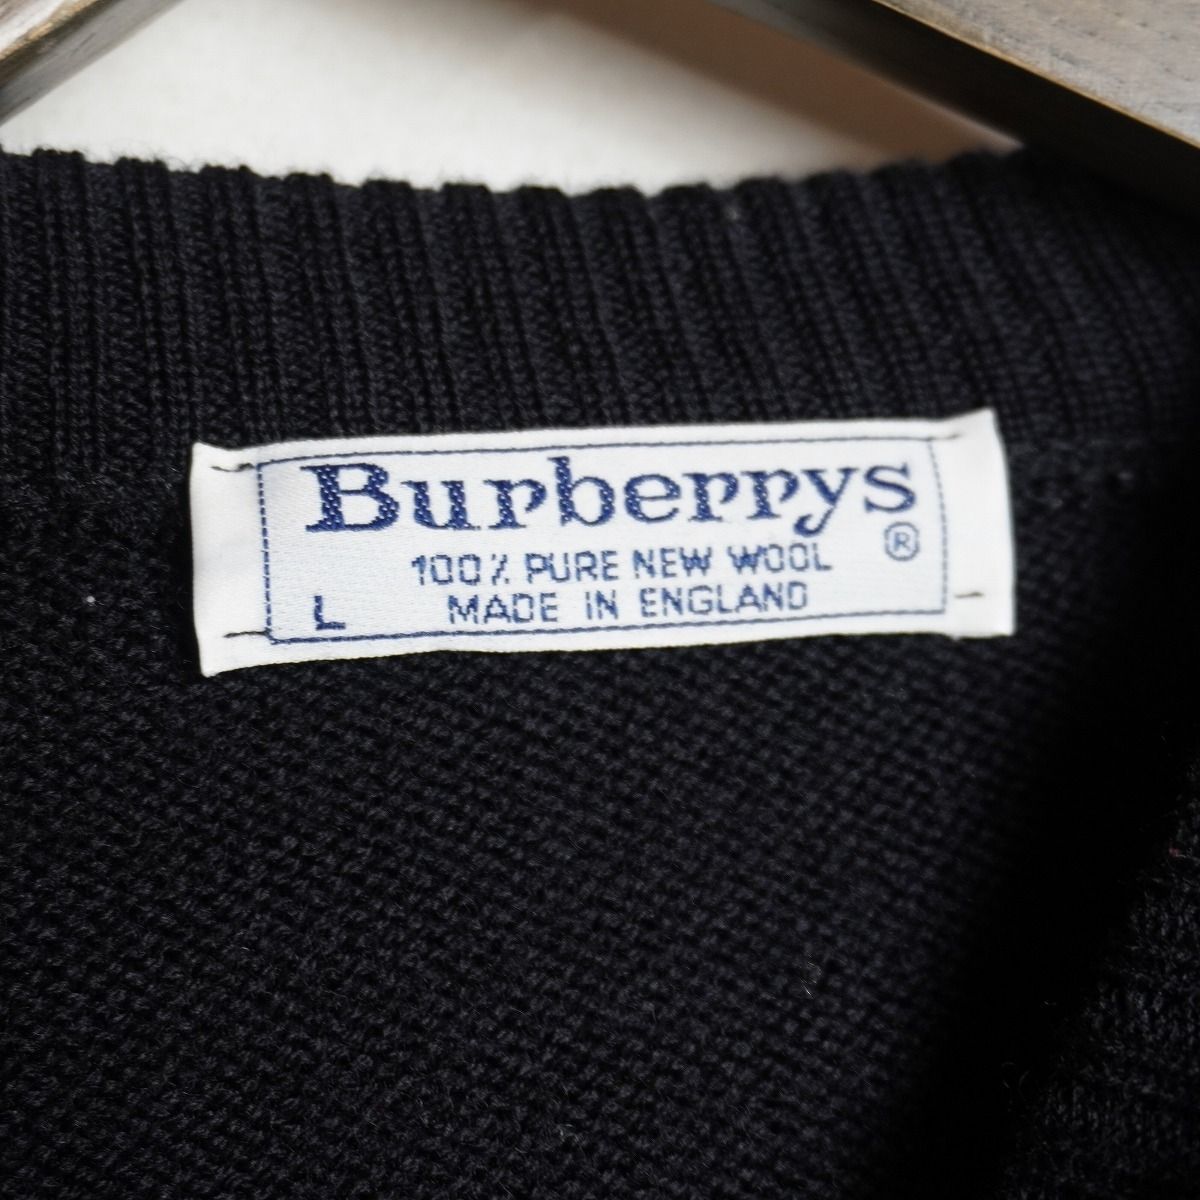 Burberrys®
100% PURE NEW WOOL
L MADE IN ENGLAND